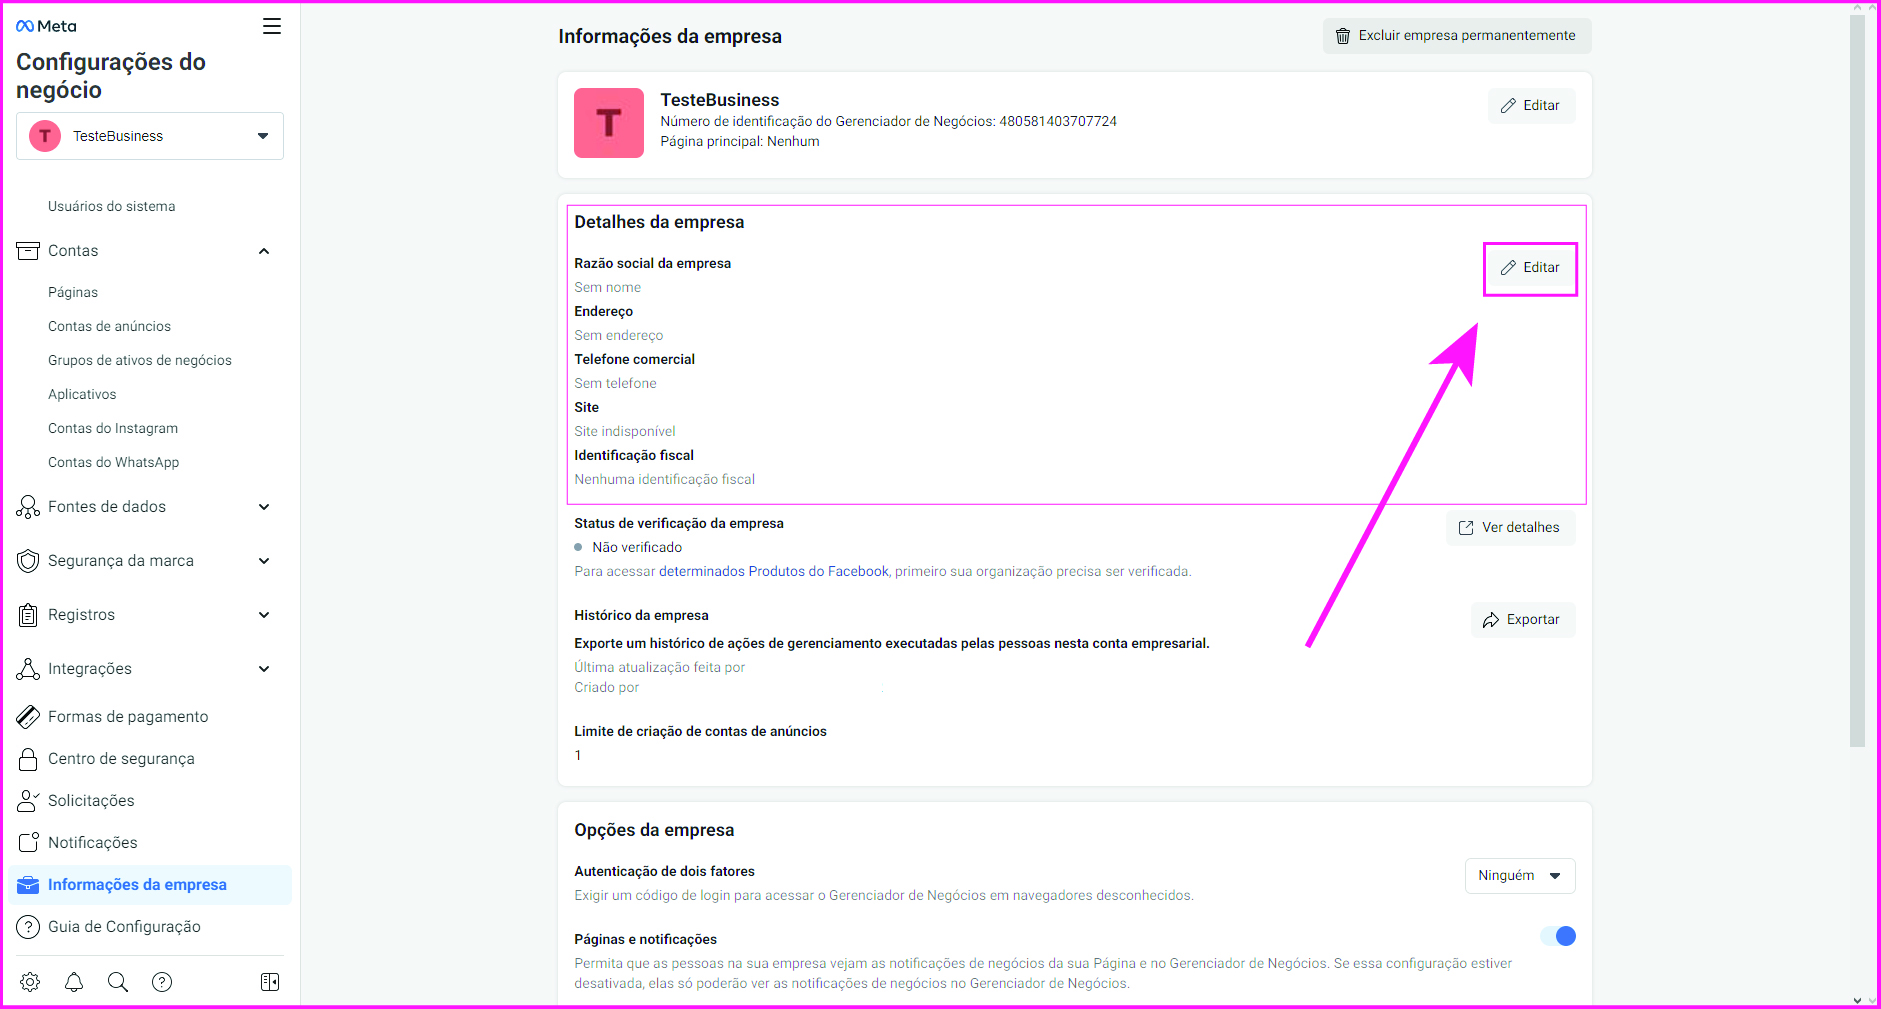 Meta
Configurações do
negócio
T
TesteBusiness
Usuários do sistema
Contas
Páginas
Contas de anúncios
Grupos de ativos de negócios
Aplicativos
Contas do Instagram
Contas do WhatsApp
Fontes de dados
Segurança da marca
Registros
Integrações
Formas de pagamento
Centro de segurança
Solicitações
Notificações
Informações da empresa
Guia de Configuração
Informações da empresa
Excluir empresa permanentemente
T
TesteBusiness
Número de identificação do Gerenciador de Negócios: 480581403707724
Página principal: Nenhum
Editar
Detalhes da empresa
Razão social da empresa
Editar
Sem nome
Endereço
Sem endereço
Telefone comercial
Sem telefone
Site
Site indisponível
Identificação fiscal
Nenhuma identificação fiscal
Status de verificação da empresa
Ver detalhes
Não verificado
Para acessar determinados Produtos do Facebook, primeiro sua organização precisa ser verificada.
Histórico da empresa
Exportar
Exporte um histórico de ações de gerenciamento executadas pelas pessoas nesta conta empresarial.
Última atualização feita por
Criado por
Limite de criação de contas de anúncios
1
Opções da empresa
Autenticação de dois fatores
Ninguém
Exigir um código de login para acessar o Gerenciador de Negócios em navegadores desconhecidos.
Páginas e notificações
Permita que as pessoas na sua empresa vejam as notificações de negócios da sua Página e no Gerenciador de Negócios. Se essa configuração estiver
desativada, elas só poderão ver as notificações de negócios no Gerenciador de Negócios.